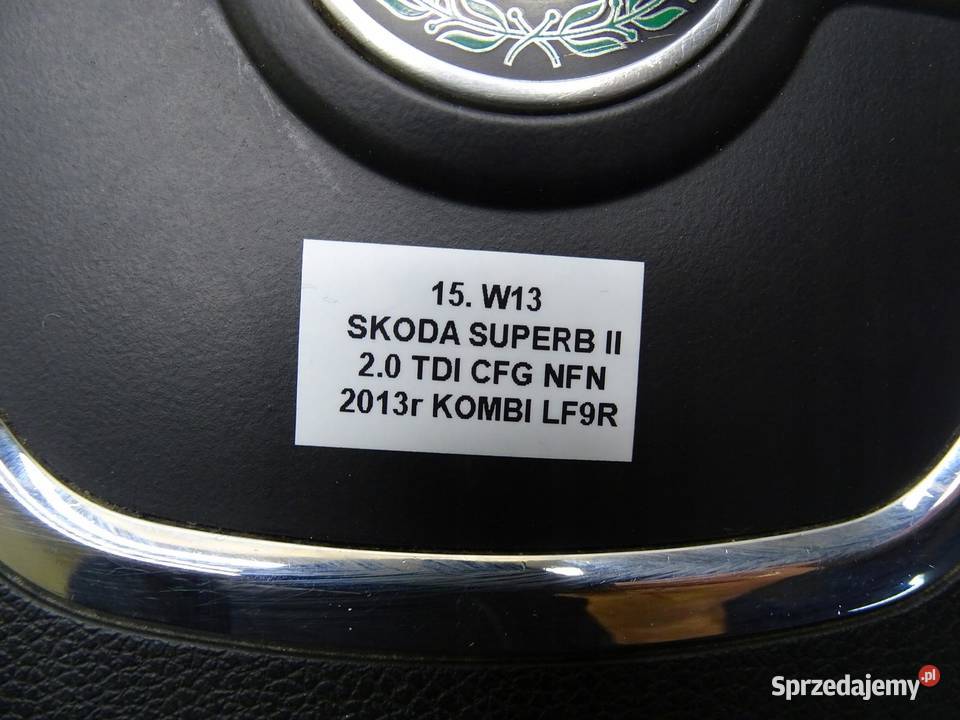 15. W13
SKODA SUPERB II
2.0 TDI CFG NFN
2013r KOMBI LF9R
Sprzedajemy.pl